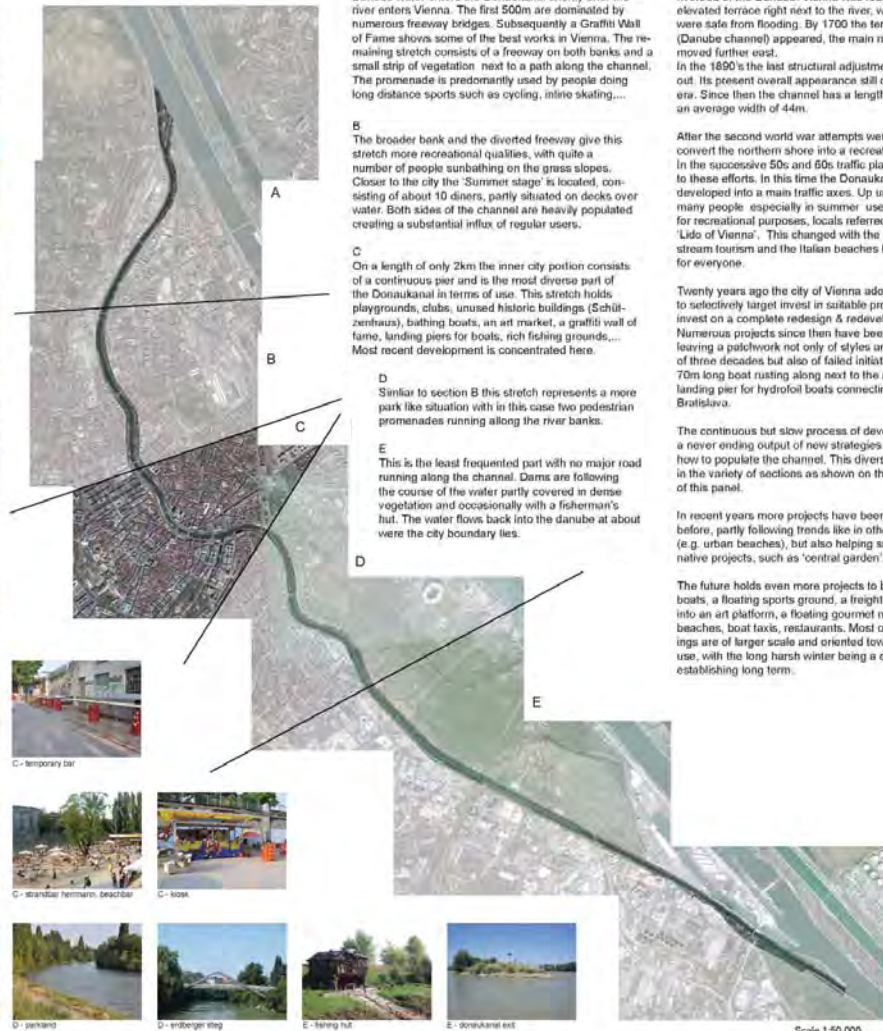 river enters Vienna. The first 500m are dominated by
numerous freeway bridges. Subsequently a Graffiti Wall
of Fame shows some of the best works in Vienna. The re-
maining stretch consists of a freeway on both banks and a
small strip of vegetation next to a path along the channel.
The promenade is predomantly used by people doing
long distance sports such as cycling, inline skating,...
B
The broader bank and the diverted freeway give this
stretch more recreational qualities, with quite a
number of people sunbathing on the grass slopes.
Closer to the city the 'Summer stage' is located, con-
sisting of about 10 diners, partly situated on decks over
water. Both sides of the channel are heavily populated
creating a substantial influx of regular users.
C
On a length of only 2km the inner city portion consists
of a continuous pier and is the most diverse part of
the Donaukanal in terms of use. This stretch holds
playgrounds, clubs, unused historic buildings (Schüt-
zenhaus), bathing boats, an art market, a graffiti wall of
fame, landing piers for boats, rich fishing grounds,...
Most recent development is concentrated here.
D
Simliar to section B this stretch represents a more
park like situation with in this case two pedestrian
promenades running allong the river banks.
E
This is the least frequented part with no major road
running along the channel. Dams are following
the course of the water partly covered in dense
vegetation and occasionally with a fisherman's
hut. The water flows back into the danube at about
were the city boundary lies.
elevated terrace right next to the river, w
were safe from flooding. By 1700 the ter
(Danube channel) appeared, the main r
moved further east.
In the 1890's the last structural adjustme
out. Its present overall appearance still d
era. Since then the channel has a length
an average width of 44m.
After the second world war attempts wer
convert the northern shore into a recreat
In the successive 50s and 60s traffic pla
to these efforts. In this time the Donauka
developed into a main traffic axes. Up u
many people especially in summer use
for recreational purposes, locals referred
'Lido of Vienna'. This changed with the
stream tourism and the Italian beaches b
for everyone.
Twenty years ago the city of Vienna ado
to selectively target invest in suitable pro
invest on a complete redesign & redevel
Numerous projects since then have been
leaving a patchwork not only of styles an
of three decades but also of failed initiat
70m long boat rusting along next to the
landing pier for hydrofoil boats connectin
Bratislava.
The continuous but slow process of deve
a never ending output of new strategies
how to populate the channel. This divers
in the variety of sections as shown on th
of this panel.
In recent years more projects have been
before, partly following trends like in othe
(e.g. urban beaches), but also helping s
native projects, such as 'central garden'
The future holds even more projects to b
boats, a floating sports ground, a freight
into an art platform, a floating gourmet m
beaches, boat taxis, restaurants. Most o
ings are of larger scale and oriented tow
use, with the long harsh winter being a c
establishing long term.
A
B
C
D
E
C - temporary bar
C - strandbar herrmann, beachbar
C - kiosk
D - parkland
D - erdberger steg
E - fishing hut
E - donaukanal exit
Scale 1:50.000